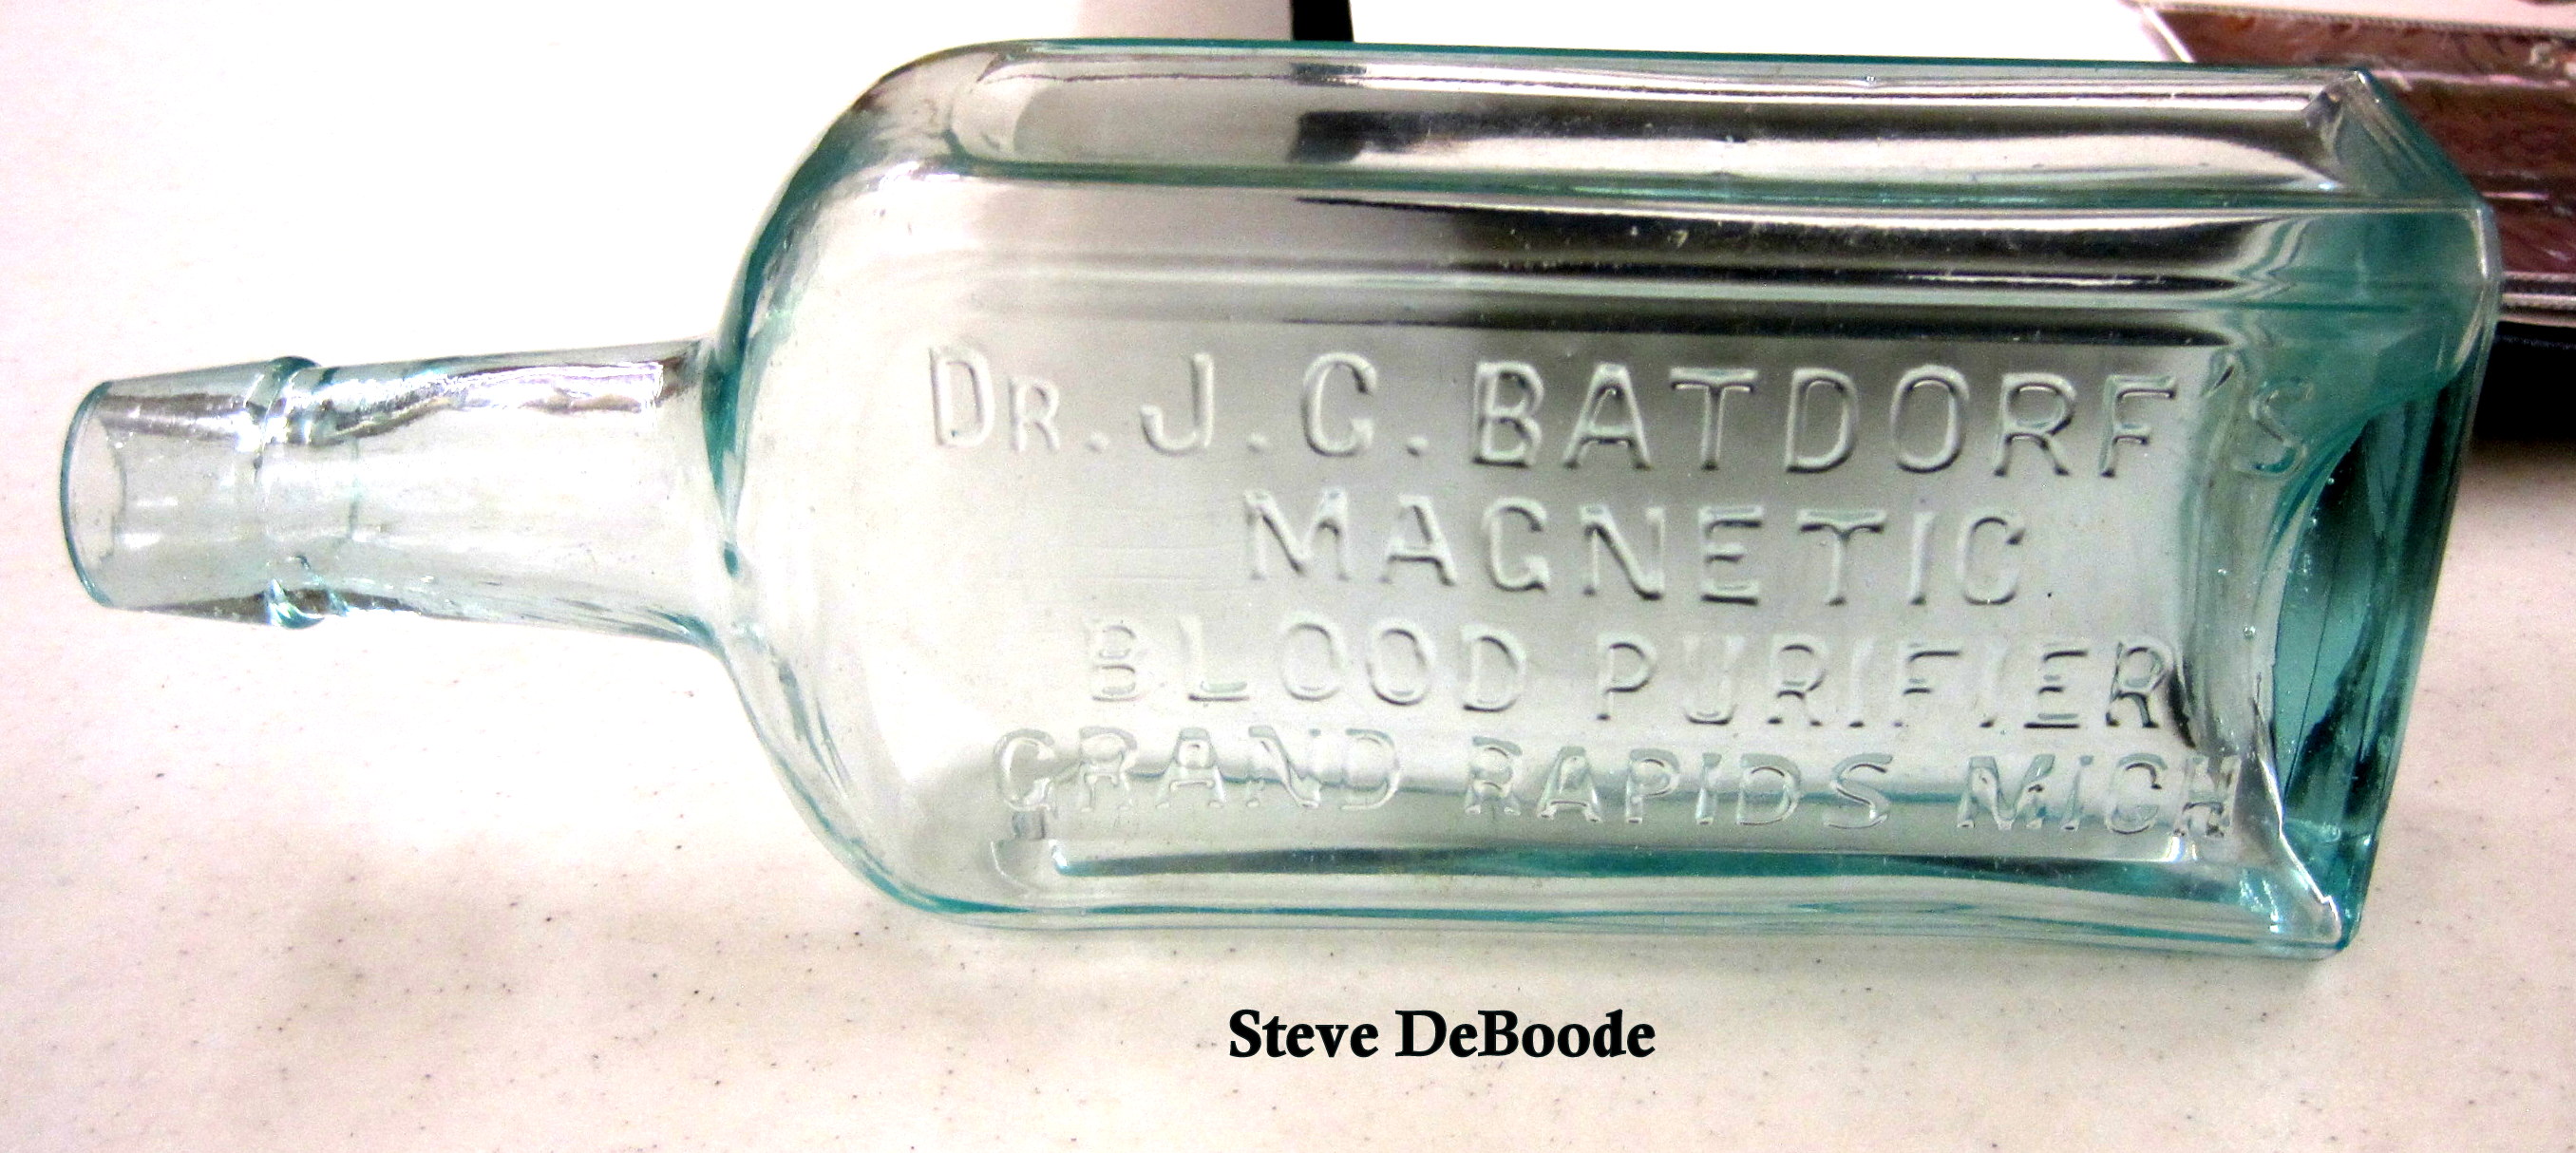 DR. J. C. BATDORF'S
MAGNETIC
BLOOD PURIFIER
GRAND RAPIDS MICH
Steve DeBoode